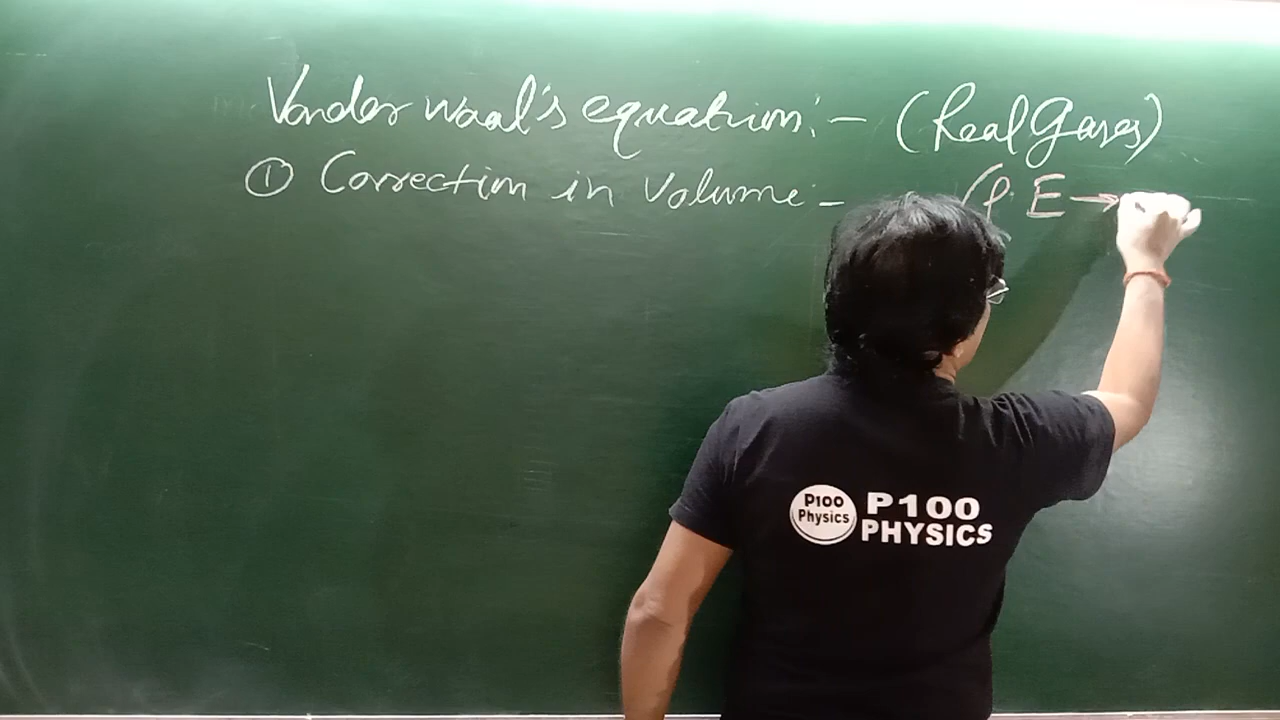 Vander waal's equation:- (Real Gases)
① Correction in Volume:- (P.E→
P100
Physics
P100
PHYSICS